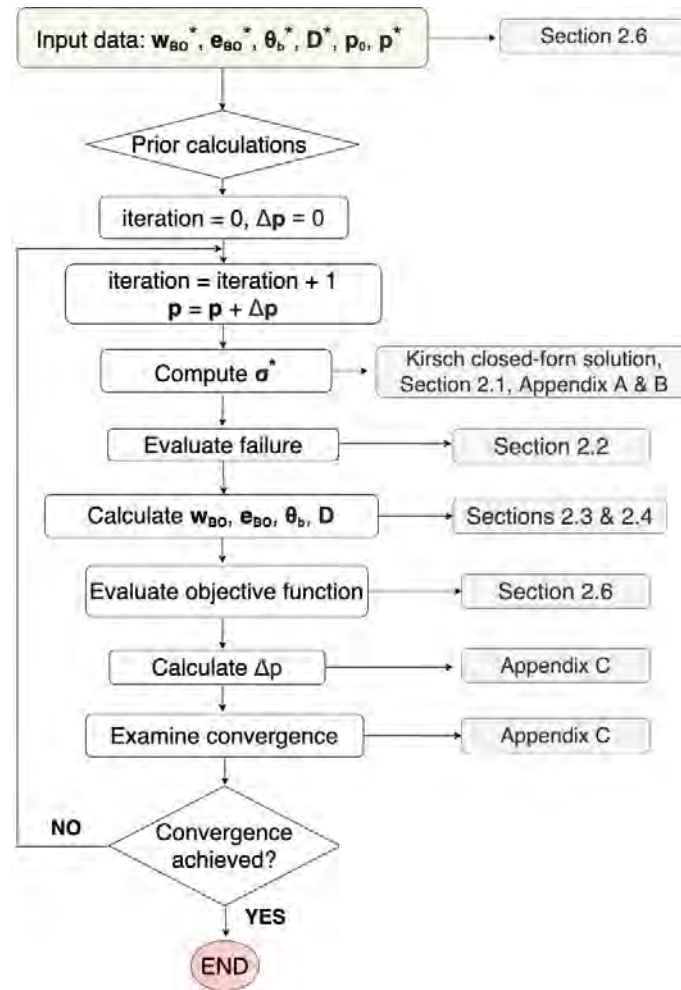 Input data: w_BO*, e_BO*, θ_b*, D*, p_0, p*
Section 2.6
Prior calculations
iteration = 0, Δp = 0
iteration = iteration + 1
p = p + Δp
Compute σ*
Kirsch closed-forn solution,
Section 2.1, Appendix A & B
Evaluate failure
Section 2.2
Calculate w_BO, e_BO, θ_b, D
Sections 2.3 & 2.4
Evaluate objective function
Section 2.6
Calculate Δp
Appendix C
Examine convergence
Appendix C
NO
Convergence
achieved?
YES
END